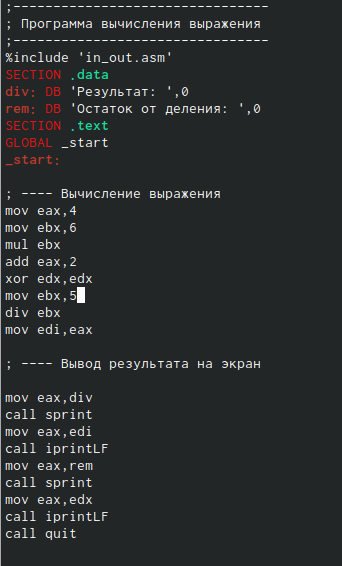 ;--------------------------------
; Программа вычисления выражения
;--------------------------------
%include 'in_out.asm'
SECTION .data
div: DB 'Результат: ',0
rem: DB 'Остаток от деления: ',0
SECTION .text
GLOBAL _start
_start:
; ---- Вычисление выражения
mov eax,4
mov ebx,6
mul ebx
add eax,2
xor edx,edx
mov ebx,5
div ebx
mov edi,eax
; ---- Вывод результата на экран
mov eax,div
call sprint
mov eax,edi
call iprintLF
mov eax,rem
call sprint
mov eax,edx
call iprintLF
call quit